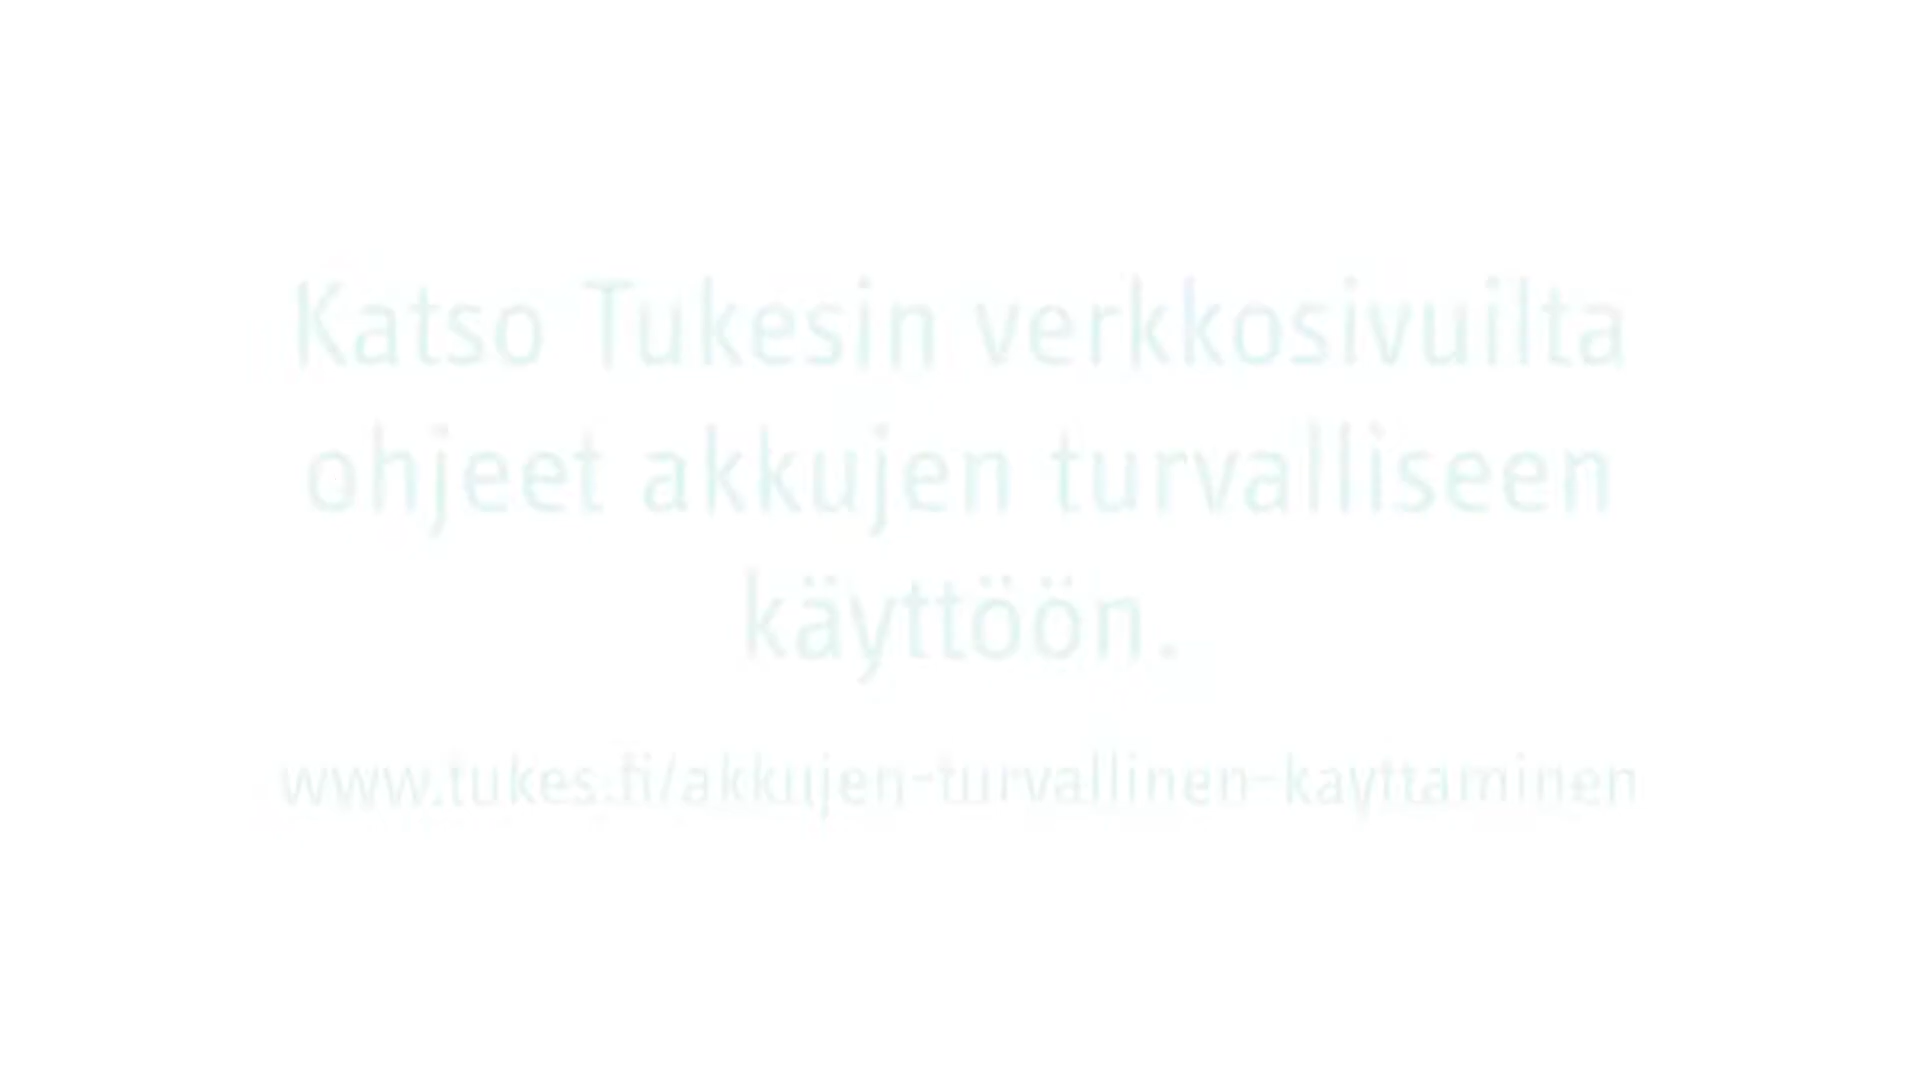 Katso Tukesin verkkosivuilta
ohjeet akkujen turvalliseen
käyttöön.
www.tukes.fi/akkujen-turvallinen-kayttaminen